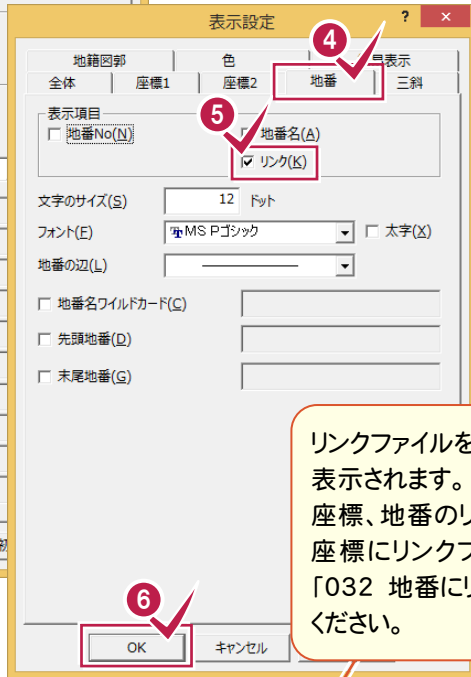 表示設定
? ×
4
地籍図郭 色 表示
全体 座標1 座標2 地番 三斜
表示項目
5
地番No(N) 地番名(A)
リンク(K)
文字のサイズ(S) 12 ドット
フォント(F) MS Pゴシック 太字(X)
地番の辺(L)
地番名ワイルドカード(C)
先頭地番(D)
末尾地番(G)
リンクファイルを
表示されます。
座標、地番のリ
座標にリンクフ
「032 地番にリ
ください。
6
OK キャンセル